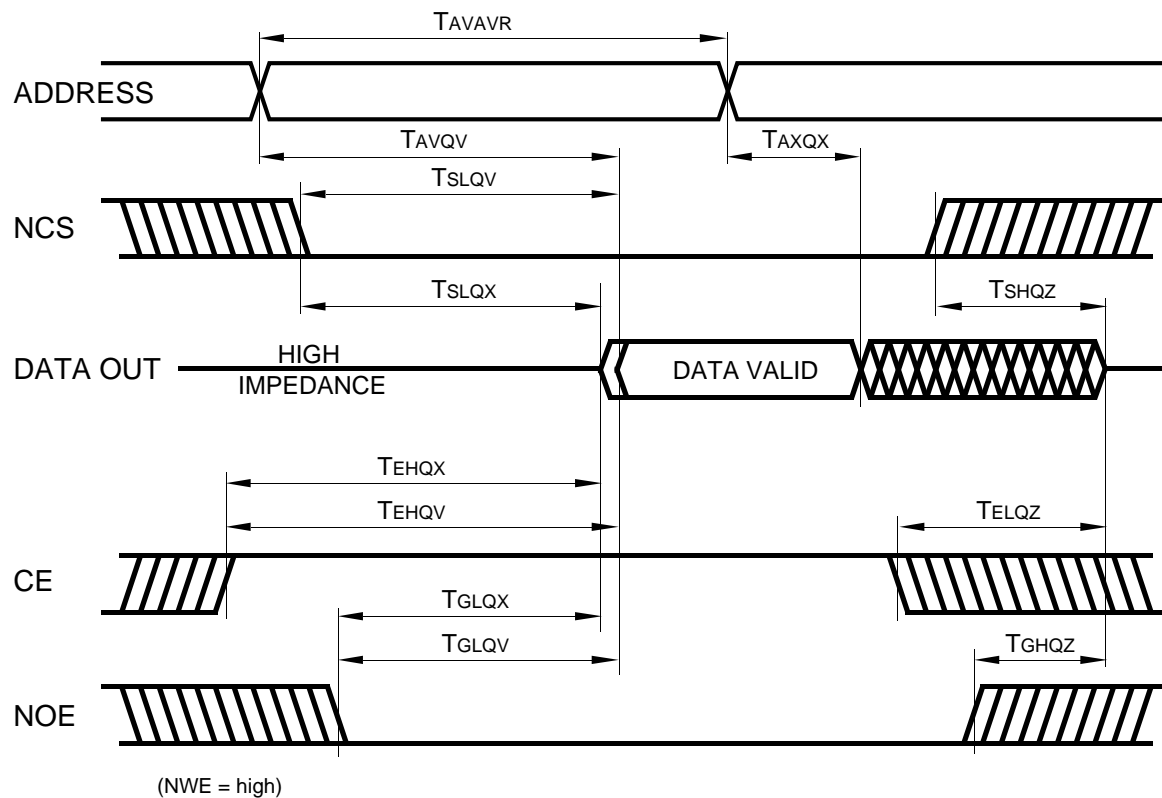 TAVAVR
ADDRESS
TAVQV
TAXQX
TSLQV
NCS
TSLQX
TSHQZ
DATA OUT
HIGH
IMPEDANCE
DATA VALID
TEHQX
TEHQV
TELQZ
CE
TGLQX
TGLQV
TGHQZ
NOE
(NWE = high)